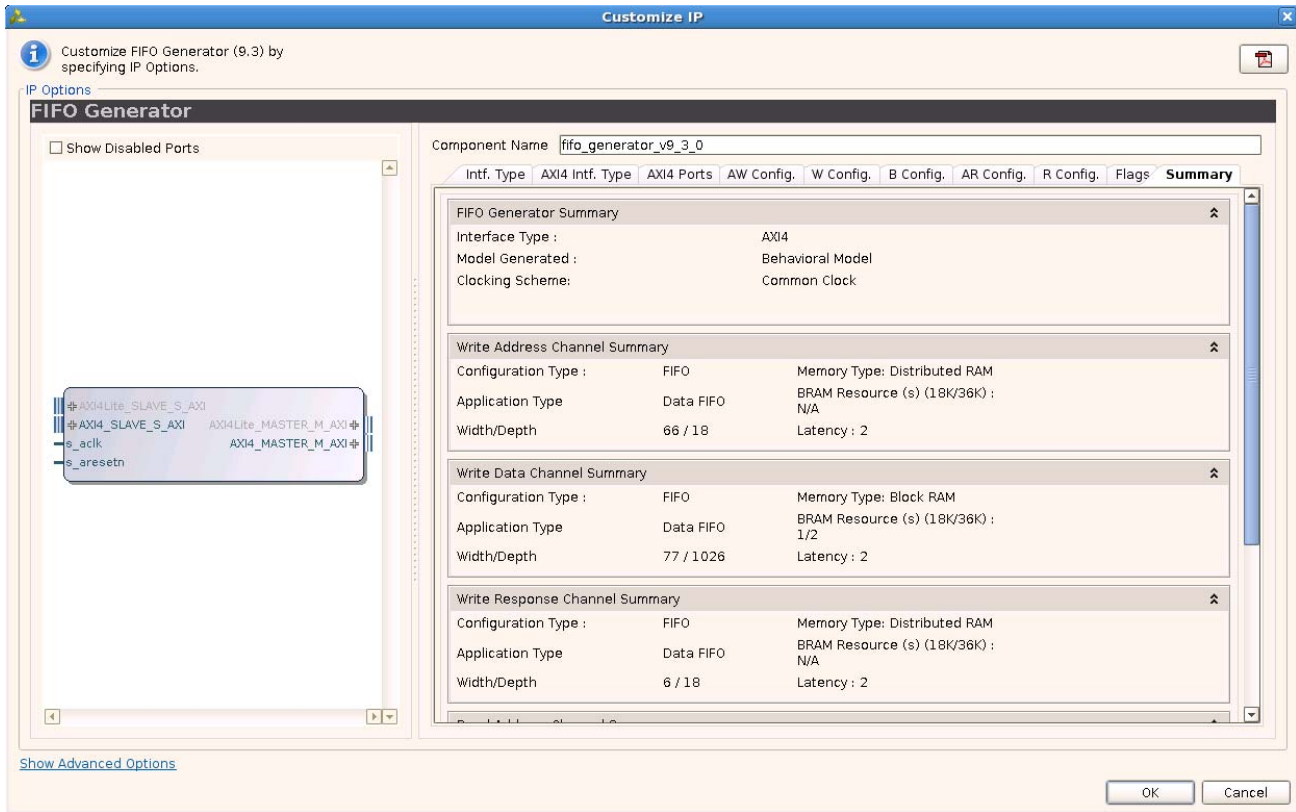 Customize IP
Customize FIFO Generator (9.3) by
specifying IP Options.
IP Options
FIFO Generator
Show Disabled Ports
AXI4Lite_SLAVE_S_AXI
AXI4_SLAVE_S_AXI AXI4Lite_MASTER_M_AXI
s_aclk AXI4_MASTER_M_AXI
s_aresetn
Component Name fifo_generator_v9_3_0
Intf. Type AXI4 Intf. Type AXI4 Ports AW Config. W Config. B Config. AR Config. R Config. Flags Summary
FIFO Generator Summary
Interface Type : AXI4
Model Generated : Behavioral Model
Clocking Scheme: Common Clock
Write Address Channel Summary
Configuration Type : FIFO Memory Type: Distributed RAM
Application Type Data FIFO BRAM Resource (s) (18K/36K) :
N/A
Width/Depth 66 / 18 Latency : 2
Write Data Channel Summary
Configuration Type : FIFO Memory Type: Block RAM
Application Type Data FIFO BRAM Resource (s) (18K/36K) :
1/2
Width/Depth 77 / 1026 Latency : 2
Write Response Channel Summary
Configuration Type : FIFO Memory Type: Distributed RAM
Application Type Data FIFO BRAM Resource (s) (18K/36K) :
N/A
Width/Depth 6 / 18 Latency : 2
Show Advanced Options
OK Cancel